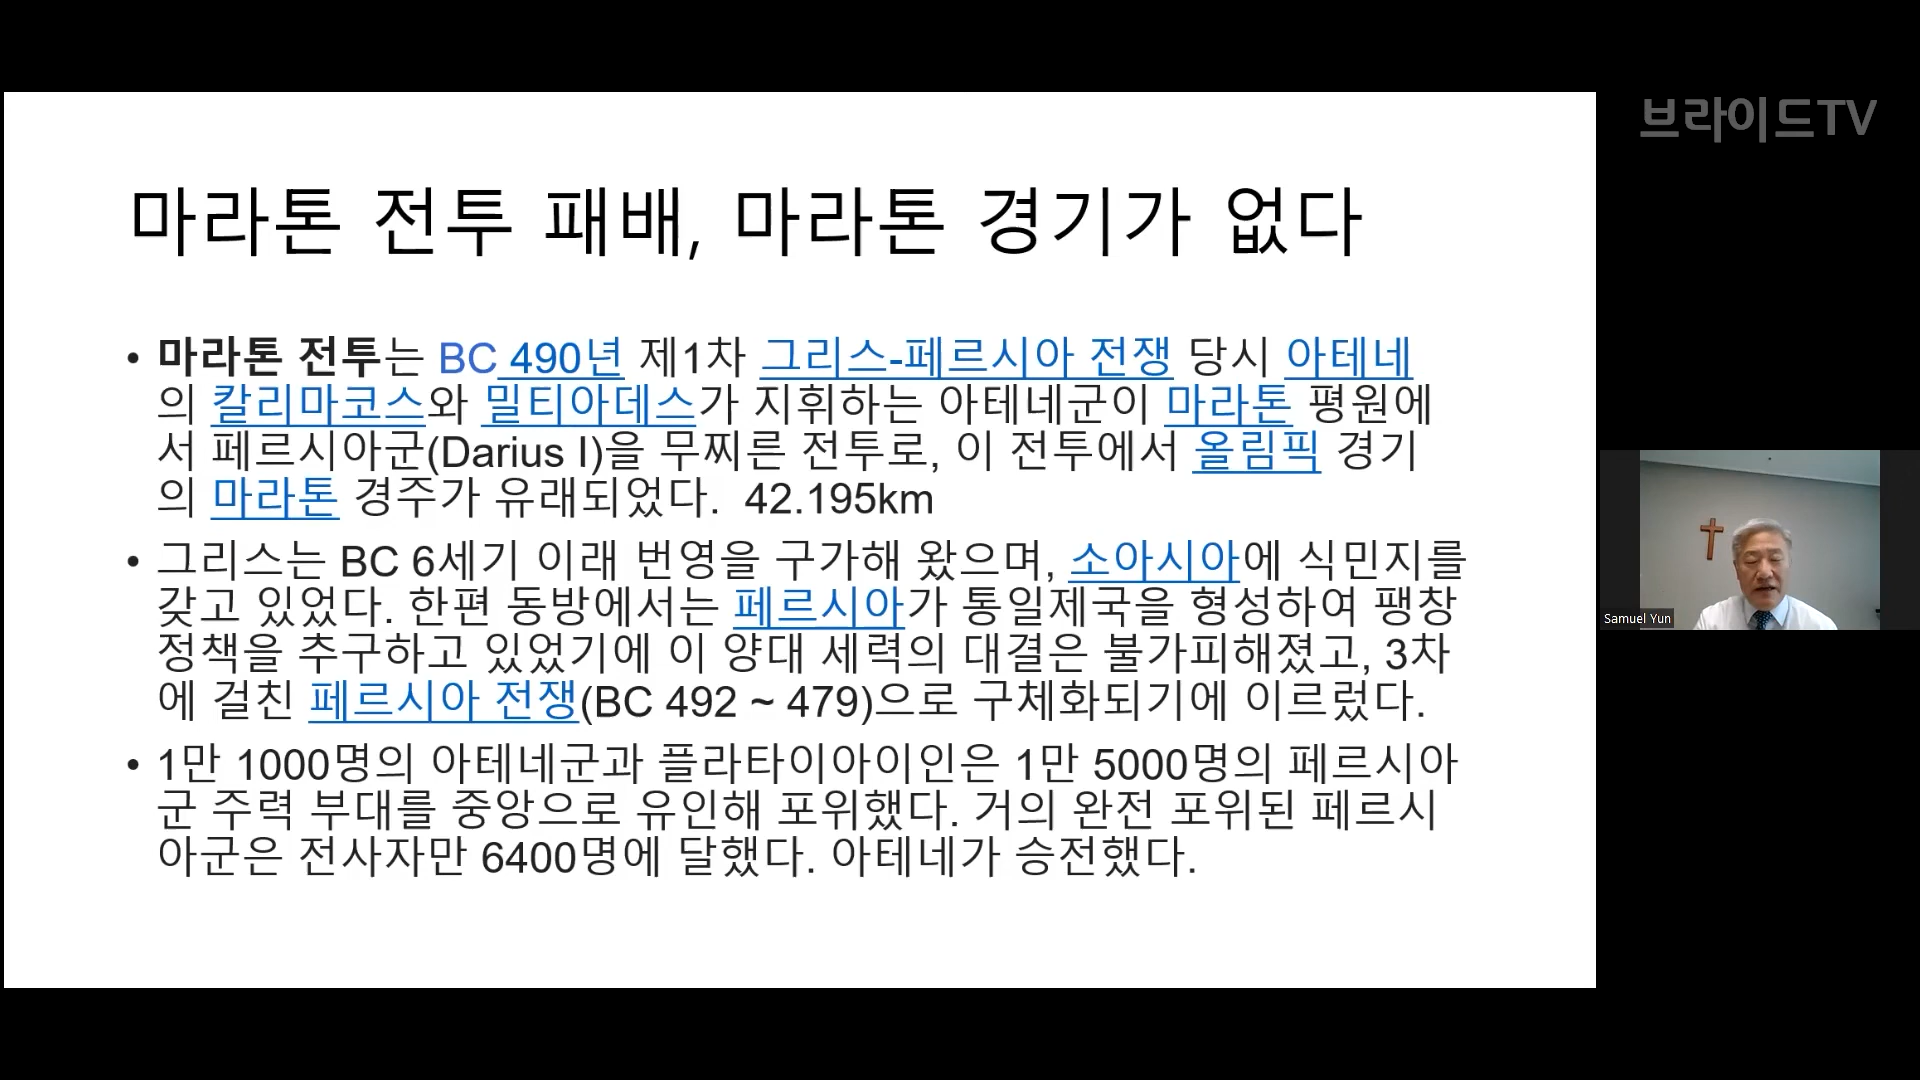 브라이드TV
마라톤 전투 패배, 마라톤 경기가 없다
• 마라톤 전투는 BC 490년 제1차 그리스-페르시아 전쟁 당시 아테네
의 칼리마코스와 밀티아데스가 지휘하는 아테네군이 마라톤 평원에
서 페르시아군(Darius I)을 무찌른 전투로, 이 전투에서 올림픽 경기
의 마라톤 경주가 유래되었다. 42.195km
• 그리스는 BC 6세기 이래 번영을 구가해 왔으며, 소아시아에 식민지를
갖고 있었다. 한편 동방에서는 페르시아가 통일제국을 형성하여 팽창
정책을 추구하고 있었기에 이 양대 세력의 대결은 불가피해졌고, 3차
에 걸친 페르시아 전쟁(BC 492 ~ 479)으로 구체화되기에 이르렀다.
• 1만 1000명의 아테네군과 플라타이아이인은 1만 5000명의 페르시아
군 주력 부대를 중앙으로 유인해 포위했다. 거의 완전 포위된 페르시
아군은 전사자만 6400명에 달했다. 아테네가 승전했다.
Samuel Yun